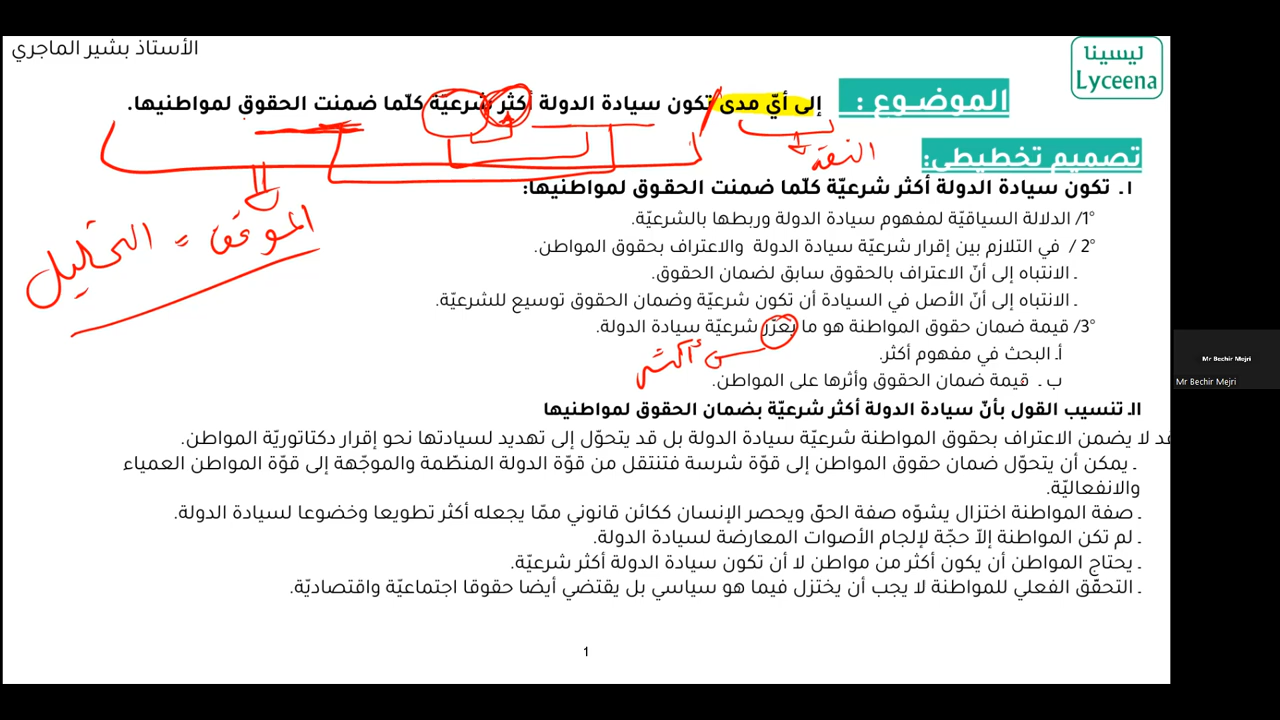 الأستاذ بشير الماجري
ليسينا
Lyceena
الموضوع : إلى أيّ مدى تكون سيادة الدولة أكثر شرعيّة كلّما ضمنت الحقوق لمواطنيها.
النقد
تصميم تخطيطي:
I ـ تكون سيادة الدولة أكثر شرعيّة كلّما ضمنت الحقوق لمواطنيها:
1°/ الدلالة السياقيّة لمفهوم سيادة الدولة وربطها بالشرعيّة.
الموقف = التحليل
2° / في التلازم بين إقرار شرعيّة سيادة الدولة والاعتراف بحقوق المواطن.
ـ الانتباه إلى أنّ الاعتراف بالحقوق سابق لضمان الحقوق.
ـ الانتباه إلى أنّ الأصل في السيادة أن تكون شرعيّة وضمان الحقوق توسيع للشرعيّة.
3°/ قيمة ضمان حقوق المواطنة هو ما يعزّز شرعيّة سيادة الدولة.
أكثر
أـ البحث في مفهوم أكثر.
ب ـ قيمة ضمان الحقوق وأثرها على المواطن.
II ـ تنسيب القول بأنّ سيادة الدولة أكثر شرعيّة بضمان الحقوق لمواطنيها
قد لا يضمن الاعتراف بحقوق المواطنة شرعيّة سيادة الدولة بل قد يتحوّل إلى تهديد لسيادتها نحو إقرار دكتاتوريّة المواطن.
ـ يمكن أن يتحوّل ضمان حقوق المواطن إلى قوّة شرسة فتنتقل من قوّة الدولة المنظّمة والموجّهة إلى قوّة المواطن العمياء
والانفعاليّة.
ـ صفة المواطنة اختزال يشوّه صفة الحقّ ويحصر الإنسان ككائن قانوني ممّا يجعله أكثر تطويعا وخضوعا لسيادة الدولة.
ـ لم تكن المواطنة إلاّ حجّة لإلجام الأصوات المعارضة لسيادة الدولة.
ـ يحتاج المواطن أن يكون أكثر من مواطن لا أن تكون سيادة الدولة أكثر شرعيّة.
ـ التحقّق الفعلي للمواطنة لا يجب أن يختزل فيما هو سياسي بل يقتضي أيضا حقوقا اجتماعيّة واقتصاديّة.
1
Mr Bechir Mejri
Mr Bechir Mejri